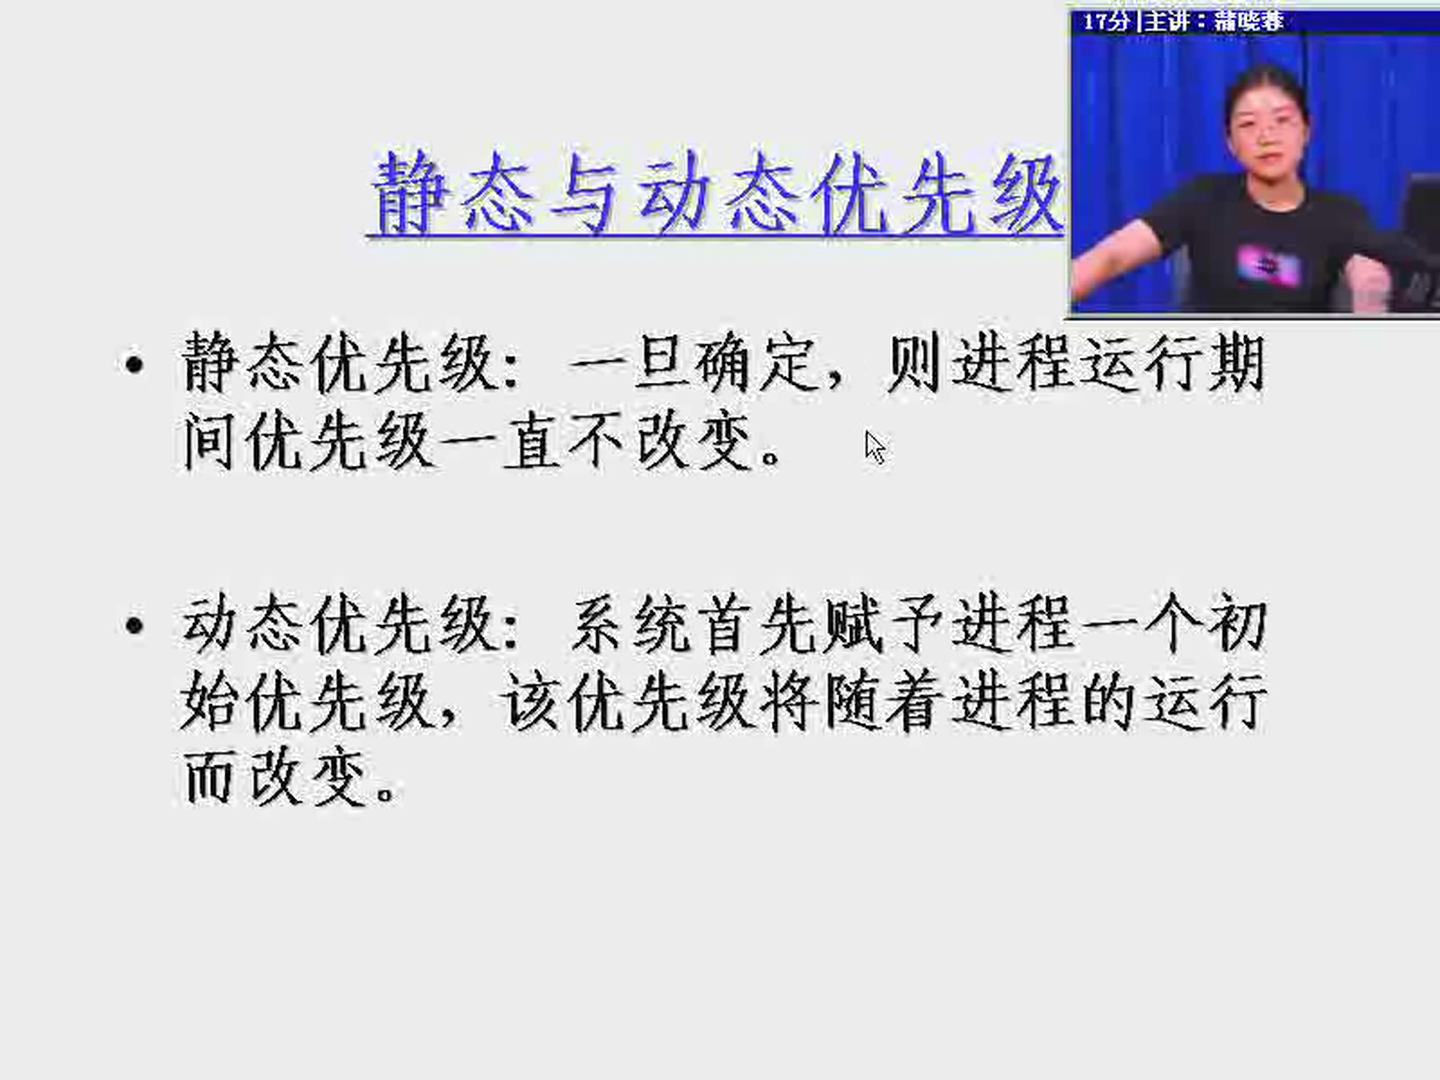 17分|主讲：蒲晓蓉
静态与动态优先级
• 静态优先级：一旦确定，则进程运行期
间优先级一直不改变。
• 动态优先级：系统首先赋予进程一个初
始优先级，该优先级将随着进程的运行
而改变。